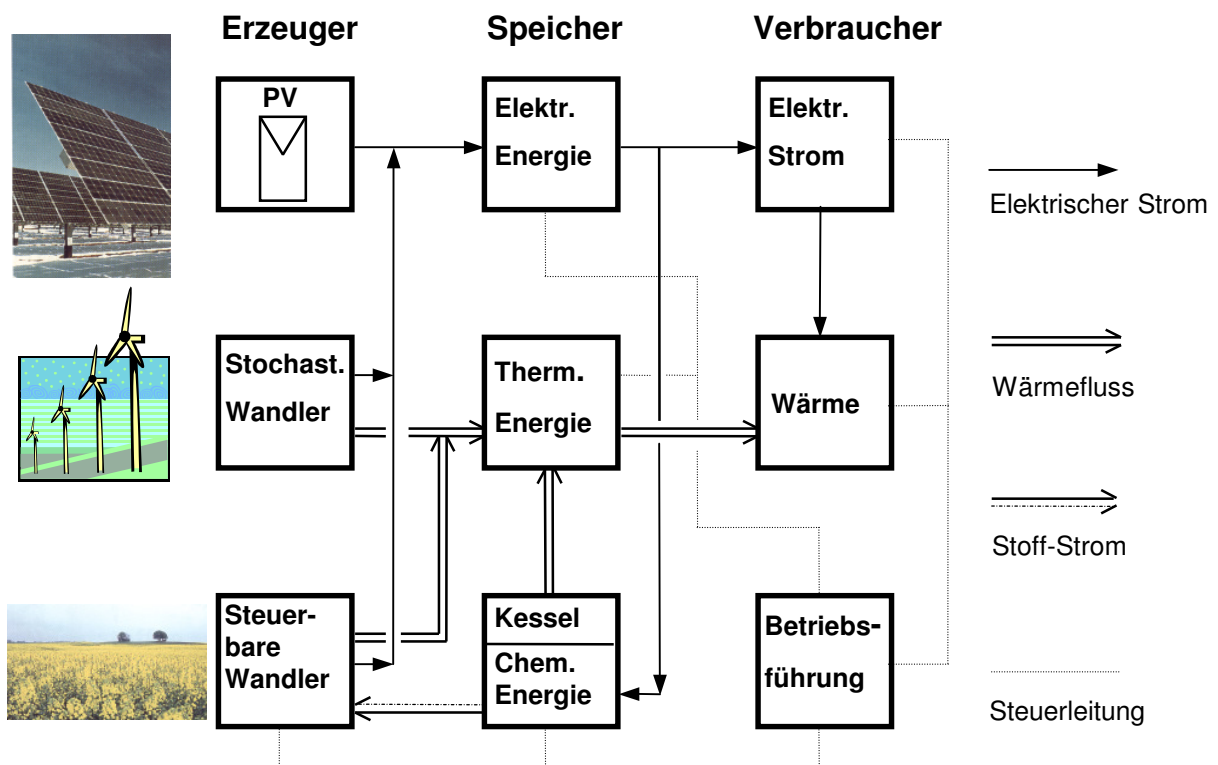 Erzeuger
Speicher
Verbraucher
PV
Elektr.
Energie
Elektr.
Strom
Elektrischer Strom
Stochast.
Wandler
Therm.
Energie
Wärme
Wärmefluss
Stoff-Strom
Steuer-
bare
Wandler
Kessel
Chem.
Energie
Betriebs-
führung
Steuerleitung